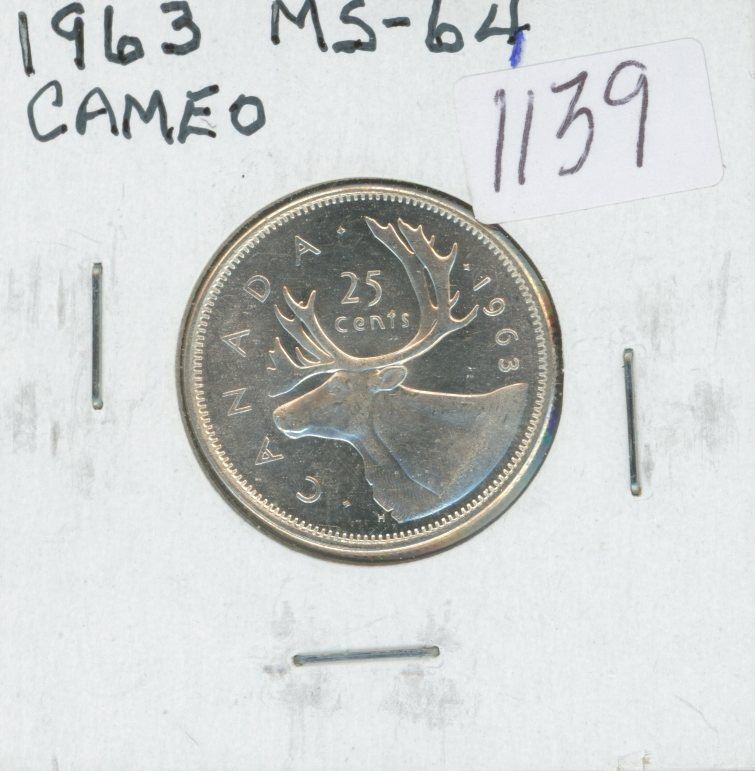 1963 MS-64
CAMEO
1139
CANADA
25
cents
1963
H